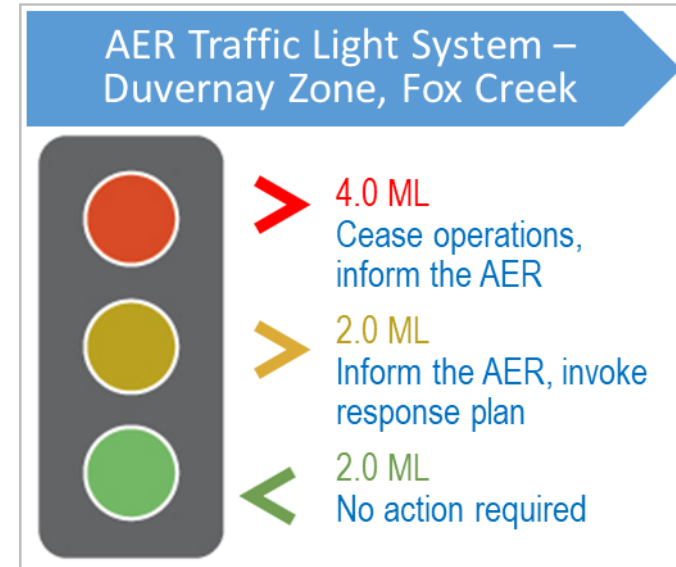 AER Traffic Light System –
Duvernay Zone, Fox Creek
> 4.0 ML
Cease operations,
inform the AER
> 2.0 ML
Inform the AER, invoke
response plan
< 2.0 ML
No action required